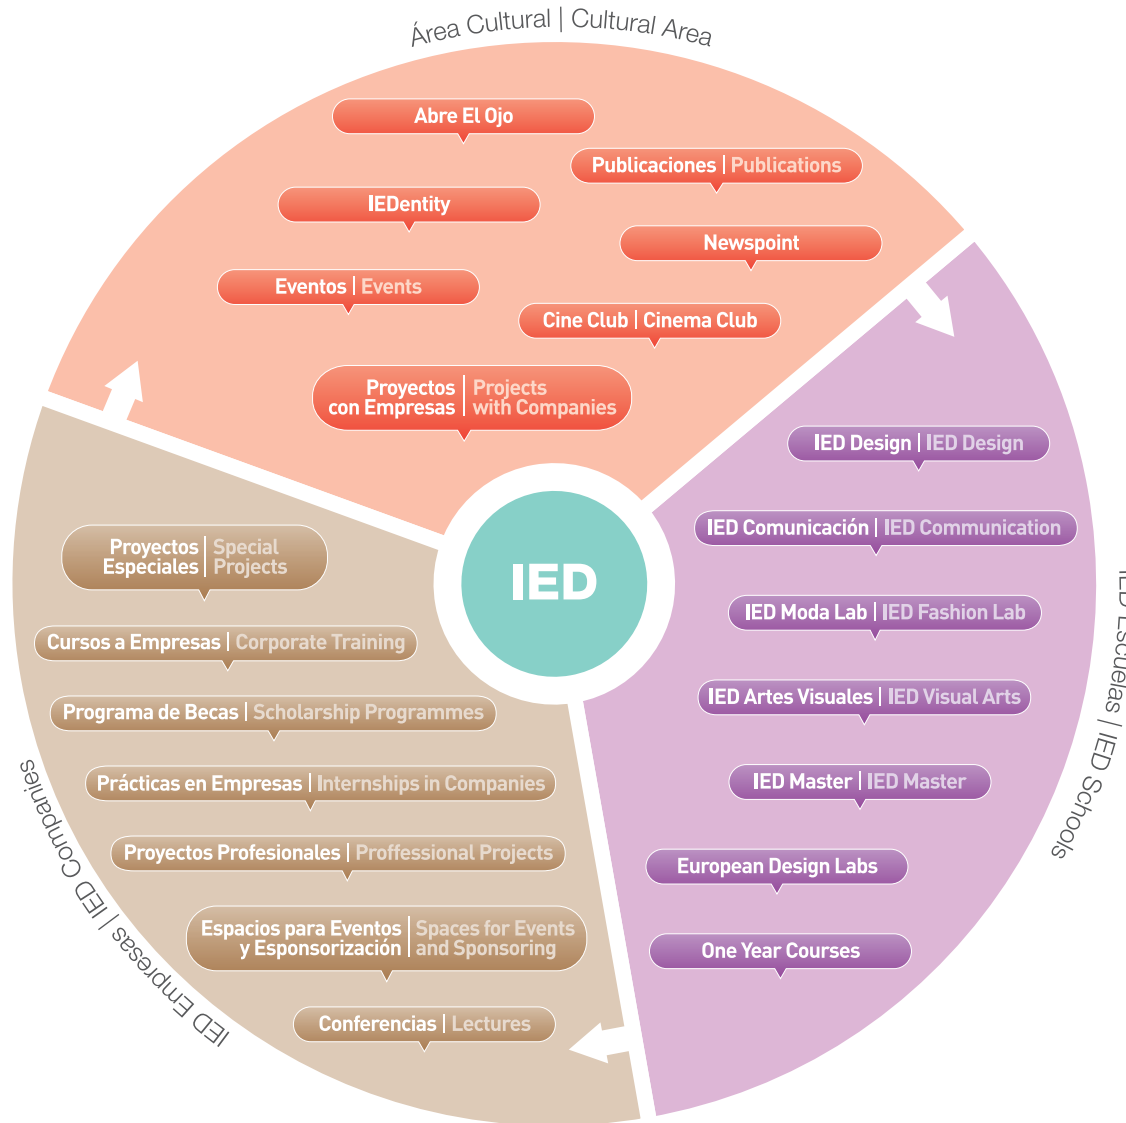 Área Cultural | Cultural Area
Abre El Ojo
Publicaciones | Publications
IEDentity
Newspoint
Eventos | Events
Cine Club | Cinema Club
Proyectos con Empresas | Projects with Companies
IED
IED Escuelas | IED Schools
IED Design | IED Design
IED Comunicación | IED Communication
IED Moda Lab | IED Fashion Lab
IED Artes Visuales | IED Visual Arts
IED Master | IED Master
European Design Labs
One Year Courses
IED Empresas | IED Companies
Proyectos Especiales | Special Projects
Cursos a Empresas | Corporate Training
Programa de Becas | Scholarship Programmes
Prácticas en Empresas | Internships in Companies
Proyectos Profesionales | Proffessional Projects
Espacios para Eventos y Esponsorización | Spaces for Events and Sponsoring
Conferencias | Lectures